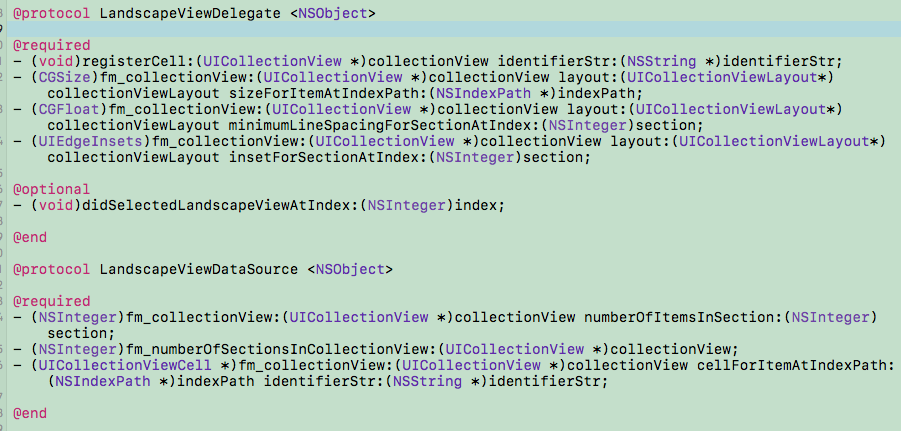 @protocol LandscapeViewDelegate <NSObject>
@required
- (void)registerCell:(UICollectionView *)collectionView identifierStr:(NSString *)identifierStr;
- (CGSize)fm_collectionView:(UICollectionView *)collectionView layout:(UICollectionViewLayout*)
collectionViewLayout sizeForItemAtIndexPath:(NSIndexPath *)indexPath;
- (CGFloat)fm_collectionView:(UICollectionView *)collectionView layout:(UICollectionViewLayout*)
collectionViewLayout minimumLineSpacingForSectionAtIndex:(NSInteger)section;
- (UIEdgeInsets)fm_collectionView:(UICollectionView *)collectionView layout:(UICollectionViewLayout*)
collectionViewLayout insetForSectionAtIndex:(NSInteger)section;
@optional
- (void)didSelectedLandscapeViewAtIndex:(NSInteger)index;
@end
@protocol LandscapeViewDataSource <NSObject>
@required
- (NSInteger)fm_collectionView:(UICollectionView *)collectionView numberOfItemsInSection:(NSInteger)
section;
- (NSInteger)fm_numberOfSectionsInCollectionView:(UICollectionView *)collectionView;
- (UICollectionViewCell *)fm_collectionView:(UICollectionView *)collectionView cellForItemAtIndexPath:
(NSIndexPath *)indexPath identifierStr:(NSString *)identifierStr;
@end